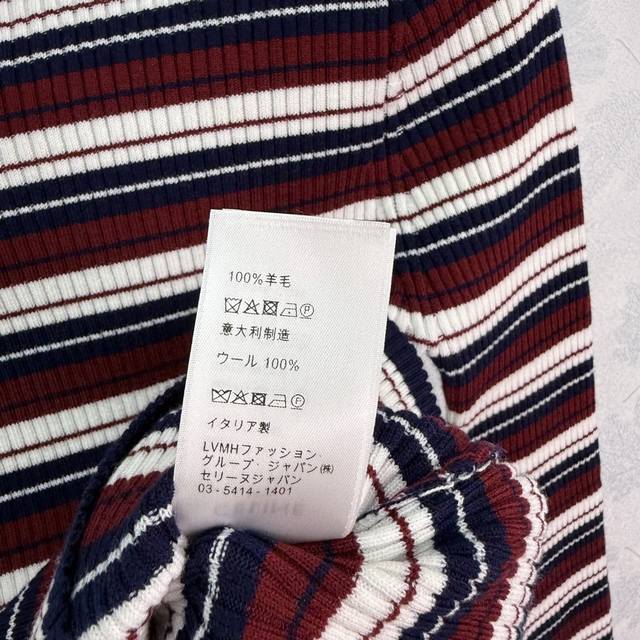 100%羊毛
意大利制造
ウール 100%
イタリア製
LVMHファッション.
グループ・ジャパン(株)
セリーヌジャパン
03-5414-1401
CELINE